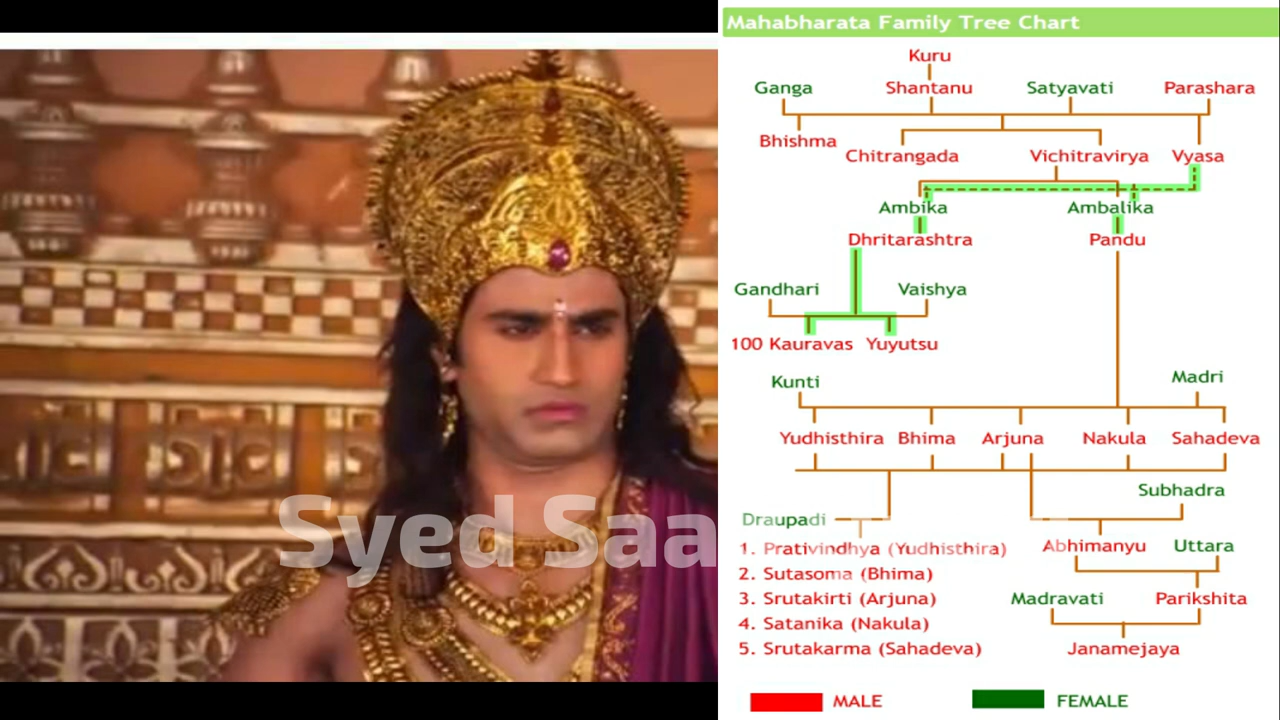 Syed Saa
Mahabharata Family Tree Chart
Kuru
Ganga Shantanu Satyavati Parashara
Bhishma
Chitrangada Vichitravirya Vyasa
Ambika Ambalika
Dhritarashtra Pandu
Gandhari Vaishya
100 Kauravas Yuyutsu
Kunti Madri
Yudhisthira Bhima Arjuna Nakula Sahadeva
Subhadra
Draupadi
1. Prativindhya (Yudhisthira)
2. Sutasoma (Bhima)
3. Srutakirti (Arjuna)
4. Satanika (Nakula)
5. Srutakarma (Sahadeva)
Abhimanyu Uttara
Madravati Parikshita
Janamejaya
MALE FEMALE